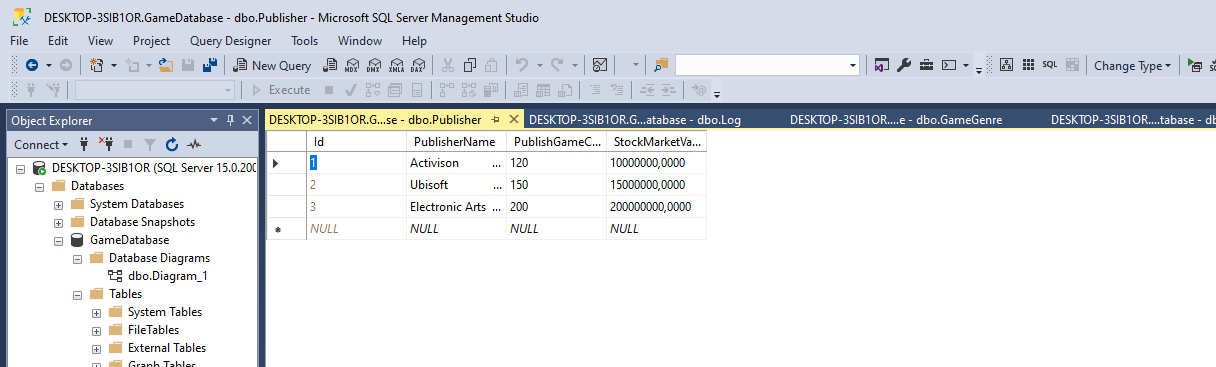 DESKTOP-3SIB1OR.GameDatabase - dbo.Publisher - Microsoft SQL Server Management Studio
File Edit View Project Query Designer Tools Window Help
New Query MDX DMX XMLA DAX SQL Change Type
Execute
Object Explorer
DESKTOP-3SIB1OR.G...se - dbo.Publisher DESKTOP-3SIB1OR.G...atabase - dbo.Log DESKTOP-3SIB1OR....e - dbo.GameGenre DESKTOP-3SIB1OR....tabase - dbo
Connect
Id PublisherName PublishGameC... StockMarketVa...
1 Activison ... 120 10000000,0000
2 Ubisoft ... 150 15000000,0000
3 Electronic Arts ... 200 200000000,0000
NULL NULL NULL NULL
DESKTOP-3SIB1OR (SQL Server 15.0.200
Databases
System Databases
Database Snapshots
GameDatabase
Database Diagrams
dbo.Diagram_1
Tables
System Tables
FileTables
External Tables
Graph Tables